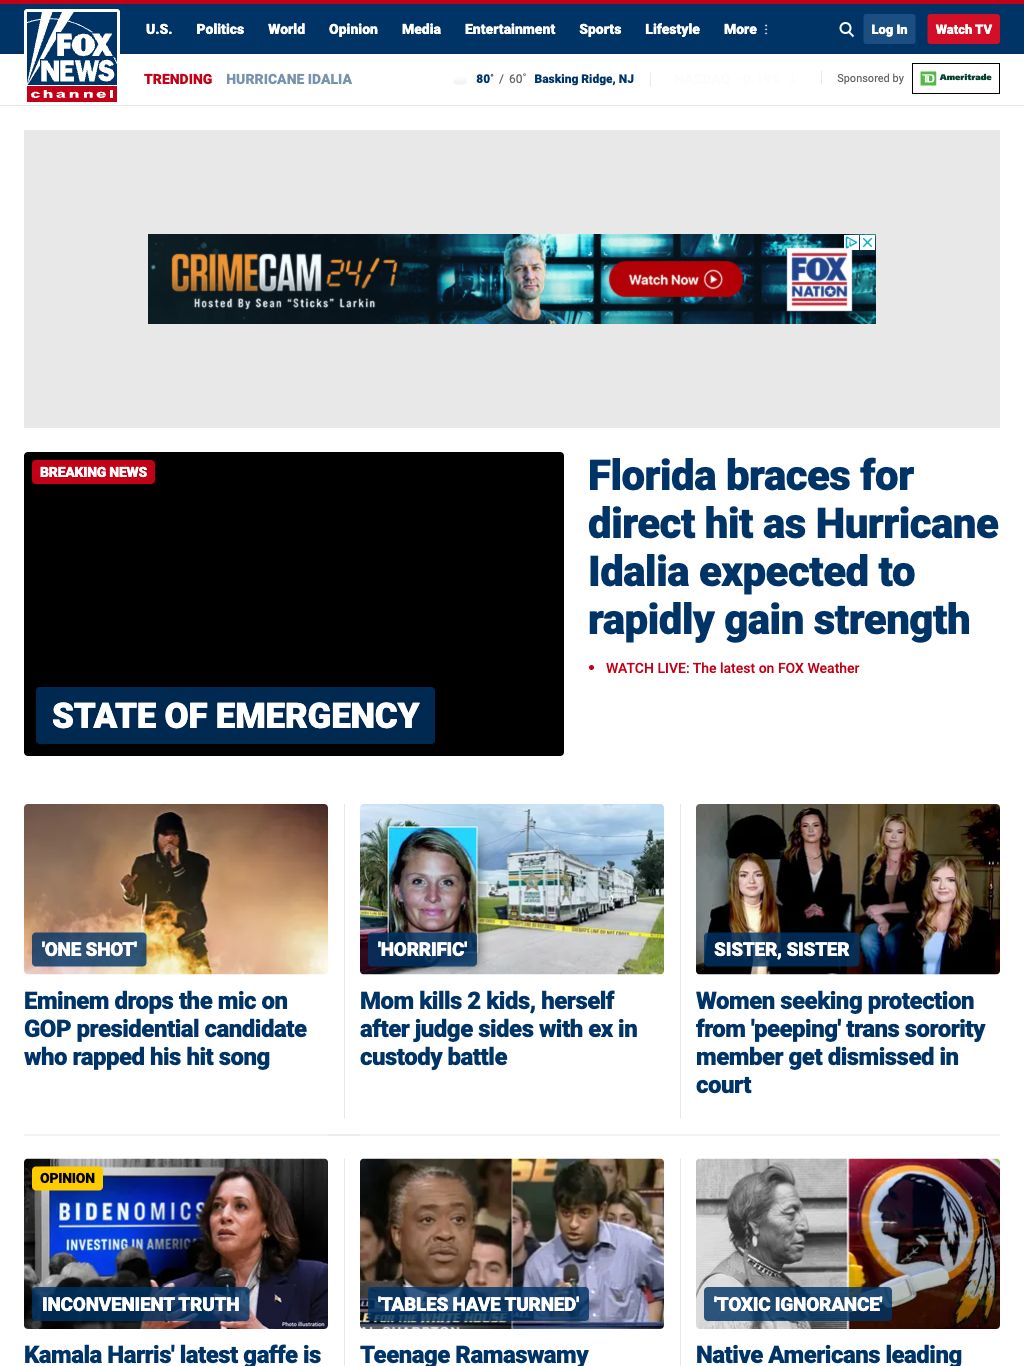 FOX
NEWS
channel
U.S. Politics World Opinion Media Entertainment Sports Lifestyle More
Log In
Watch TV
TRENDING HURRICANE IDALIA
80° / 60° Basking Ridge, NJ
Sponsored by
TD Ameritrade
CRIMECAM 24/7
Hosted By Sean "Sticks" Larkin
Watch Now
FOX
NATION
BREAKING NEWS
STATE OF EMERGENCY
Florida braces for
direct hit as Hurricane
Idalia expected to
rapidly gain strength
WATCH LIVE: The latest on FOX Weather
'ONE SHOT'
Eminem drops the mic on
GOP presidential candidate
who rapped his hit song
'HORRIFIC'
Mom kills 2 kids, herself
after judge sides with ex in
custody battle
SISTER, SISTER
Women seeking protection
from 'peeping' trans sorority
member get dismissed in
court
OPINION
BIDENOMICS
INVESTING IN AMERIC
INCONVENIENT TRUTH
Photo illustration
Kamala Harris' latest gaffe is
SE
'TABLES HAVE TURNED'
FOR THE WHITE HOUSE
Teenage Ramaswamy
'TOXIC IGNORANCE'
Native Americans leading